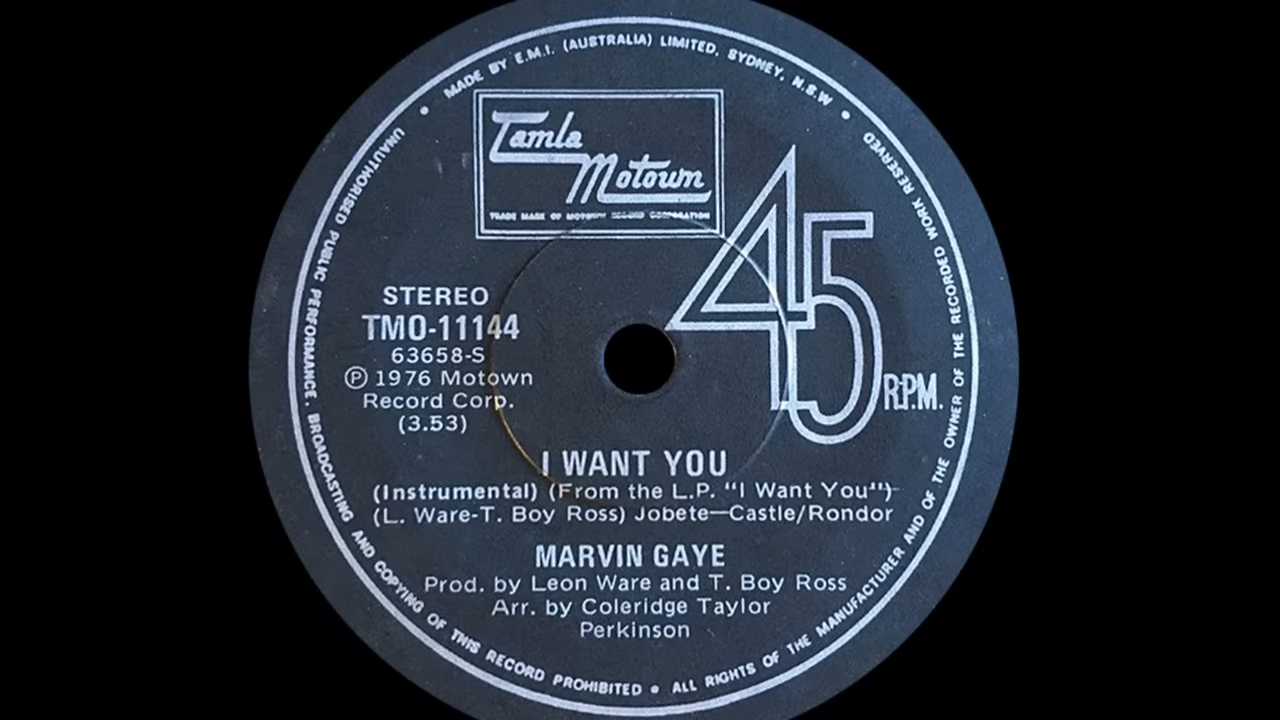 MADE BY E.M.I. (AUSTRALIA) LIMITED. SYDNEY, N.S.W •
UNAUTHORISED PUBLIC PERFORMANCE. BROADCASTING AND COPYING OF THIS RECORD PROHIBITED • ALL RIGHTS OF THE MANUFACTURER AND OF THE OWNER OF THE RECORDED WORK RESERVED
Tamla
Motown
TRADE MARK OF MOTOWN RECORD CORPORATION
45
R.P.M.
STEREO
TMO-11144
63658-S
Ⓟ 1976 Motown
Record Corp.
(3.53)
I WANT YOU
(Instrumental) (From the L.P. "I Want You")
(L. Ware-T. Boy Ross) Jobete—Castle/Rondor
MARVIN GAYE
Prod. by Leon Ware and T. Boy Ross
Arr. by Coleridge Taylor
Perkinson